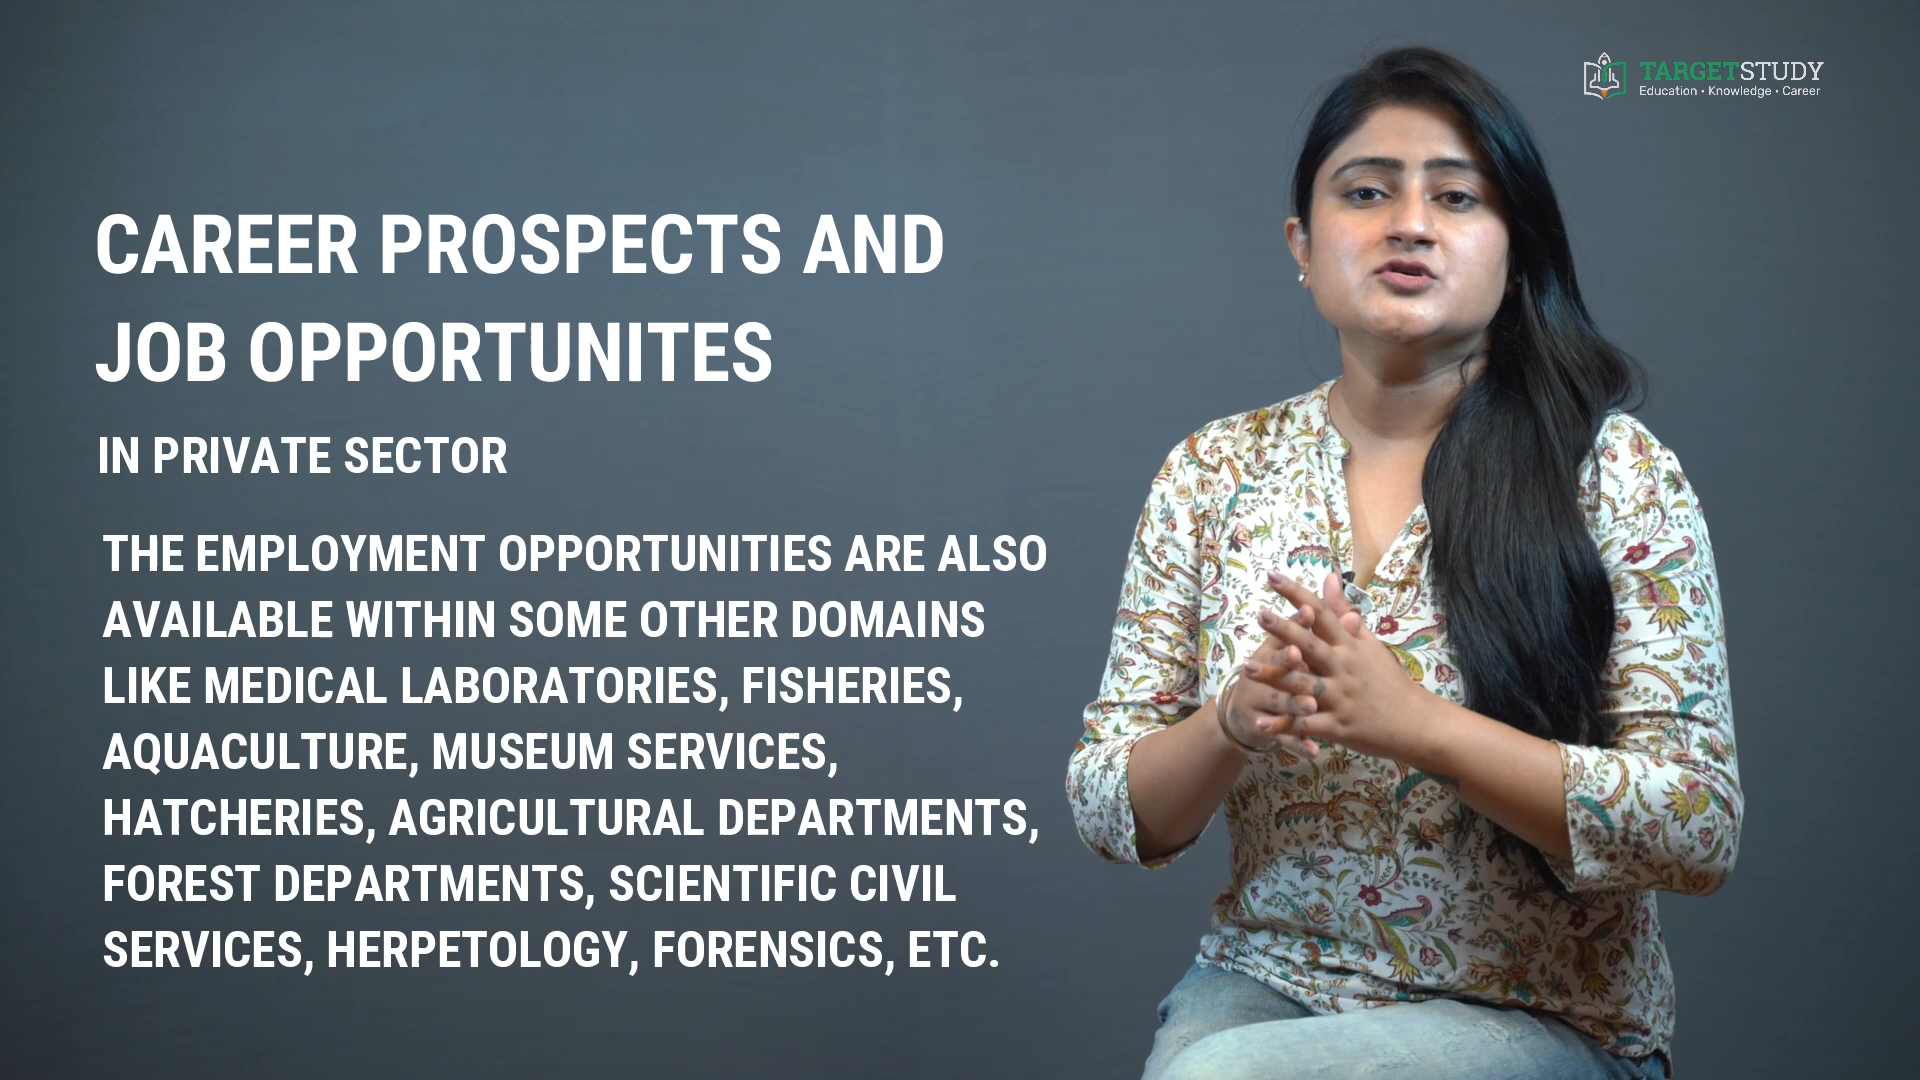 TARGETSTUDY
Education • Knowledge • Career
CAREER PROSPECTS AND
JOB OPPORTUNITES
IN PRIVATE SECTOR
THE EMPLOYMENT OPPORTUNITIES ARE ALSO
AVAILABLE WITHIN SOME OTHER DOMAINS
LIKE MEDICAL LABORATORIES, FISHERIES,
AQUACULTURE, MUSEUM SERVICES,
HATCHERIES, AGRICULTURAL DEPARTMENTS,
FOREST DEPARTMENTS, SCIENTIFIC CIVIL
SERVICES, HERPETOLOGY, FORENSICS, ETC.